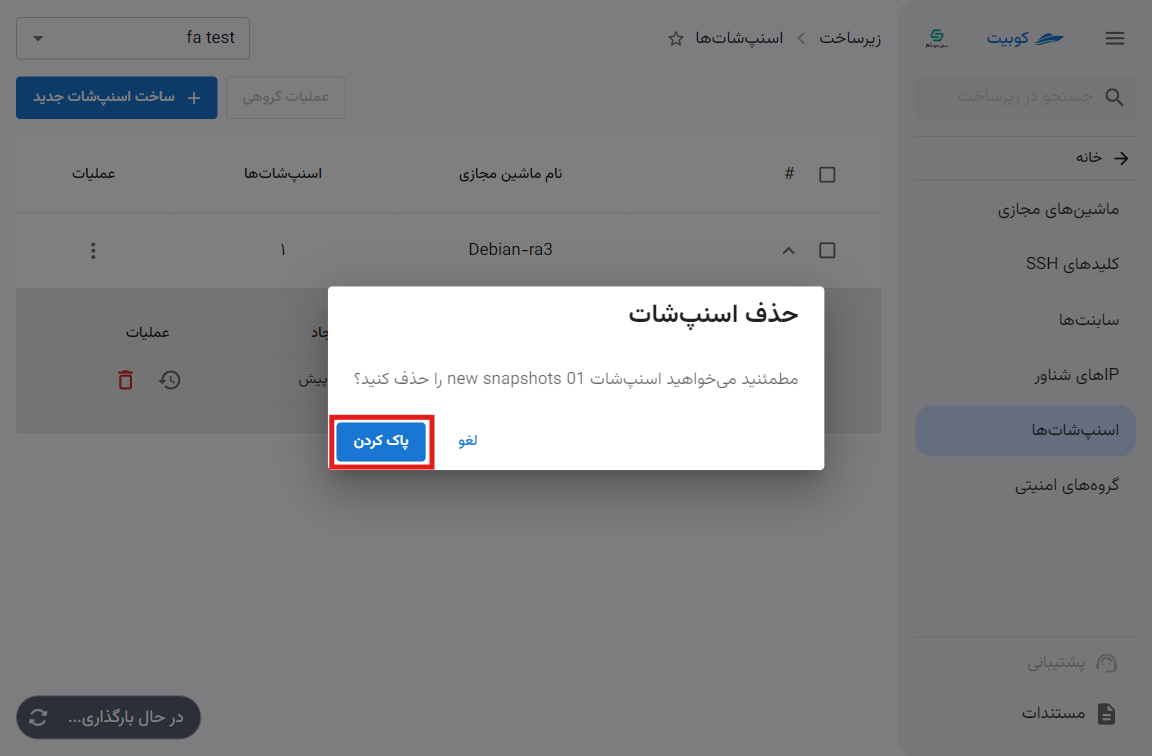 کوبیت
جستجو در زیرساخت
خانه
ماشین‌های مجازی
کلیدهای SSH
سابنت‌ها
IPهای شناور
اسنپ‌شات‌ها
گروه‌های امنیتی
پشتیبانی
مستندات
زیرساخت
اسنپ‌شات‌ها
fa test
عملیات گروهی
ساخت اسنپ‌شات جدید
# نام ماشین مجازی اسنپ‌شات‌ها عملیات
Debian-ra3 ۱
عملیات
پیش
حذف اسنپ‌شات
مطمئنید می‌خواهید اسنپ‌شات new snapshots 01 را حذف کنید؟
لغو
پاک کردن
در حال بارگذاری...